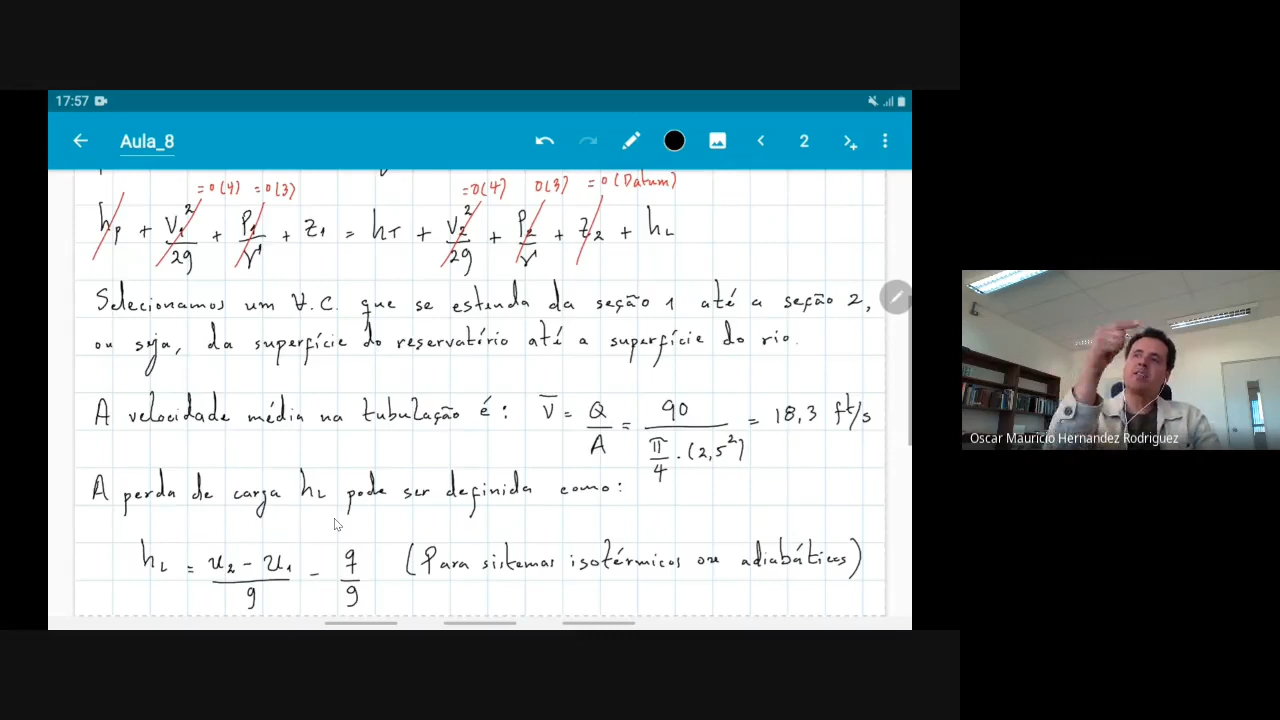 17:57
Aula_8
2
=0(4) =0(3) =0(4) 0(3) =0 (Datum)
hp + V1²/2g + P1/γ + z1 = hT + V2²/2g + P2/γ + z2 + hL
Selecionamos um V.C. que se estenda da seção 1 até a seção 2,
ou seja, da superfície do reservatório até a superfície do rio.
A velocidade média na tubulação é: V̅ = Q/A = 90/(π/4 · (2,5²)) = 18,3 ft/s
A perda de carga hL pode ser definida como:
hL = (u2 - u1)/g - q/g (Para sistemas isotérmicos ou adiabáticos)
Oscar Mauricio Hernandez Rodriguez